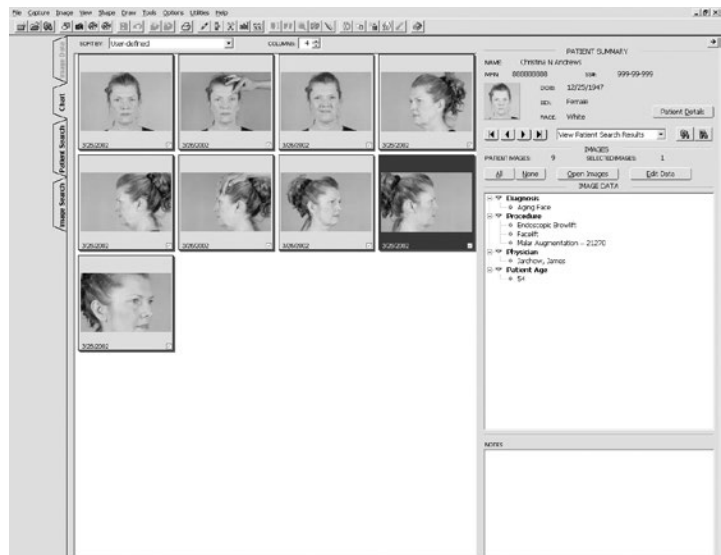 File Capture Image View Shape Draw Tools Options Utilities Help
SORT BY: User-defined
COLUMNS: 4
Image Data
Chart
Patient Search
Image Search
3/26/2002 3/26/2002 3/26/2002 3/26/2002
3/26/2002 3/26/2002 3/26/2002 3/26/2002
3/26/2002
PATIENT SUMMARY
NAME: Christina N Andrews
MRN: 888888888 SS#: 999-99-999
DOB: 12/25/1947
Female
RACE: White
Patient Details
View Patient Search Results
IMAGES
PATIENT IMAGES: 9 SELECTED IMAGES: 1
All None Open Images Edit Data
IMAGE DATA
Diagnosis
Aging Face
Procedure
Endoscopic Browlift
Facelift
Malar Augmentation -- 21270
Physician
James
Patient Age
54
NOTES